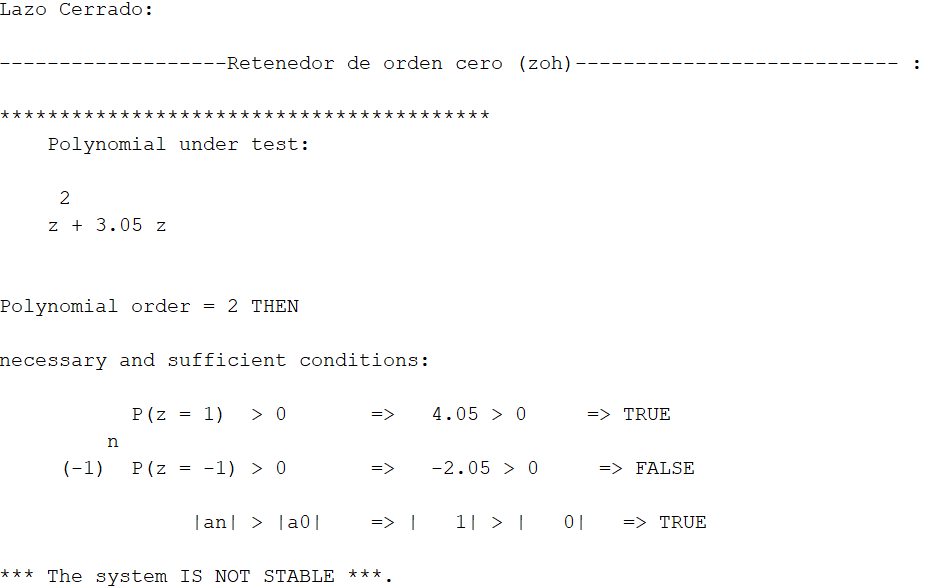 Lazo Cerrado:
-------------------Retenedor de orden cero (zoh)--------------------------- :
*****************************************
Polynomial under test:
2
z + 3.05 z
Polynomial order = 2 THEN
necessary and sufficient conditions:
P(z = 1) > 0 => 4.05 > 0 => TRUE
n
(-1) P(z = -1) > 0 => -2.05 > 0 => FALSE
|an| > |a0| => | 1| > | 0| => TRUE
*** The system IS NOT STABLE ***.